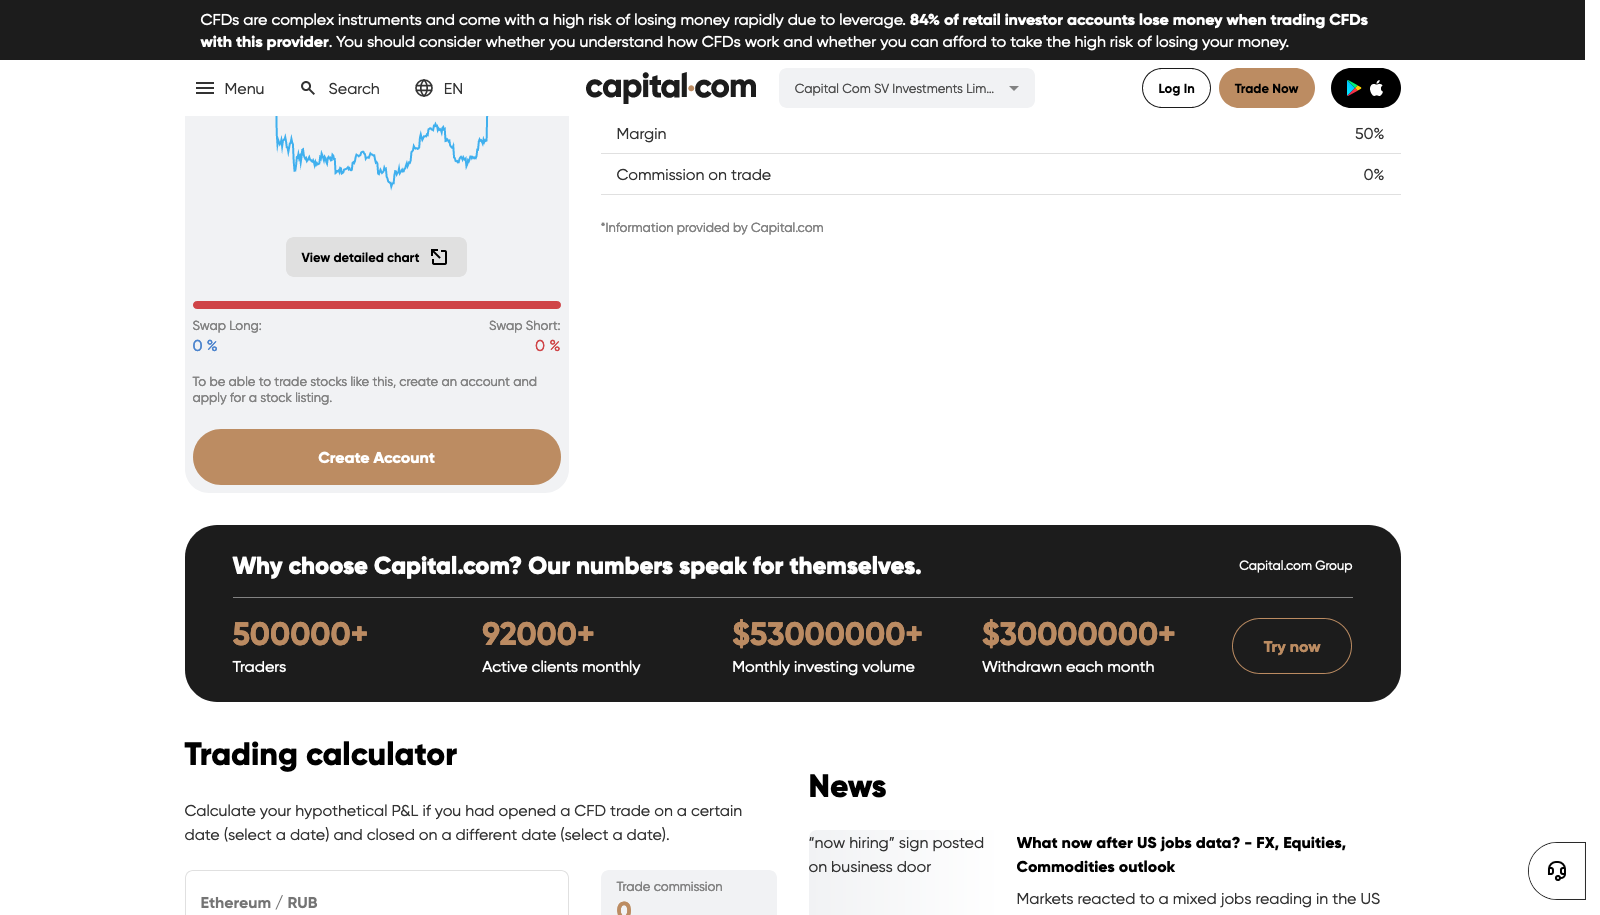 CFDs are complex instruments and come with a high risk of losing money rapidly due to leverage. 84% of retail investor accounts lose money when trading CFDs
with this provider. You should consider whether you understand how CFDs work and whether you can afford to take the high risk of losing your money.
Menu Search EN capital.com Capital Com SV Investments Lim... Log In Trade Now
Margin 50%
Commission on trade 0%
*Information provided by Capital.com
View detailed chart
Swap Long: Swap Short:
0 % 0 %
To be able to trade stocks like this, create an account and
apply for a stock listing.
Create Account
Why choose Capital.com? Our numbers speak for themselves. Capital.com Group
500000+ 92000+ $53000000+ $30000000+
Traders Active clients monthly Monthly investing volume Withdrawn each month Try now
Trading calculator
Calculate your hypothetical P&L if you had opened a CFD trade on a certain
date (select a date) and closed on a different date (select a date).
Ethereum / RUB
Trade commission
0
News
“now hiring” sign posted
on business door
What now after US jobs data? - FX, Equities,
Commodities outlook
Markets reacted to a mixed jobs reading in the US